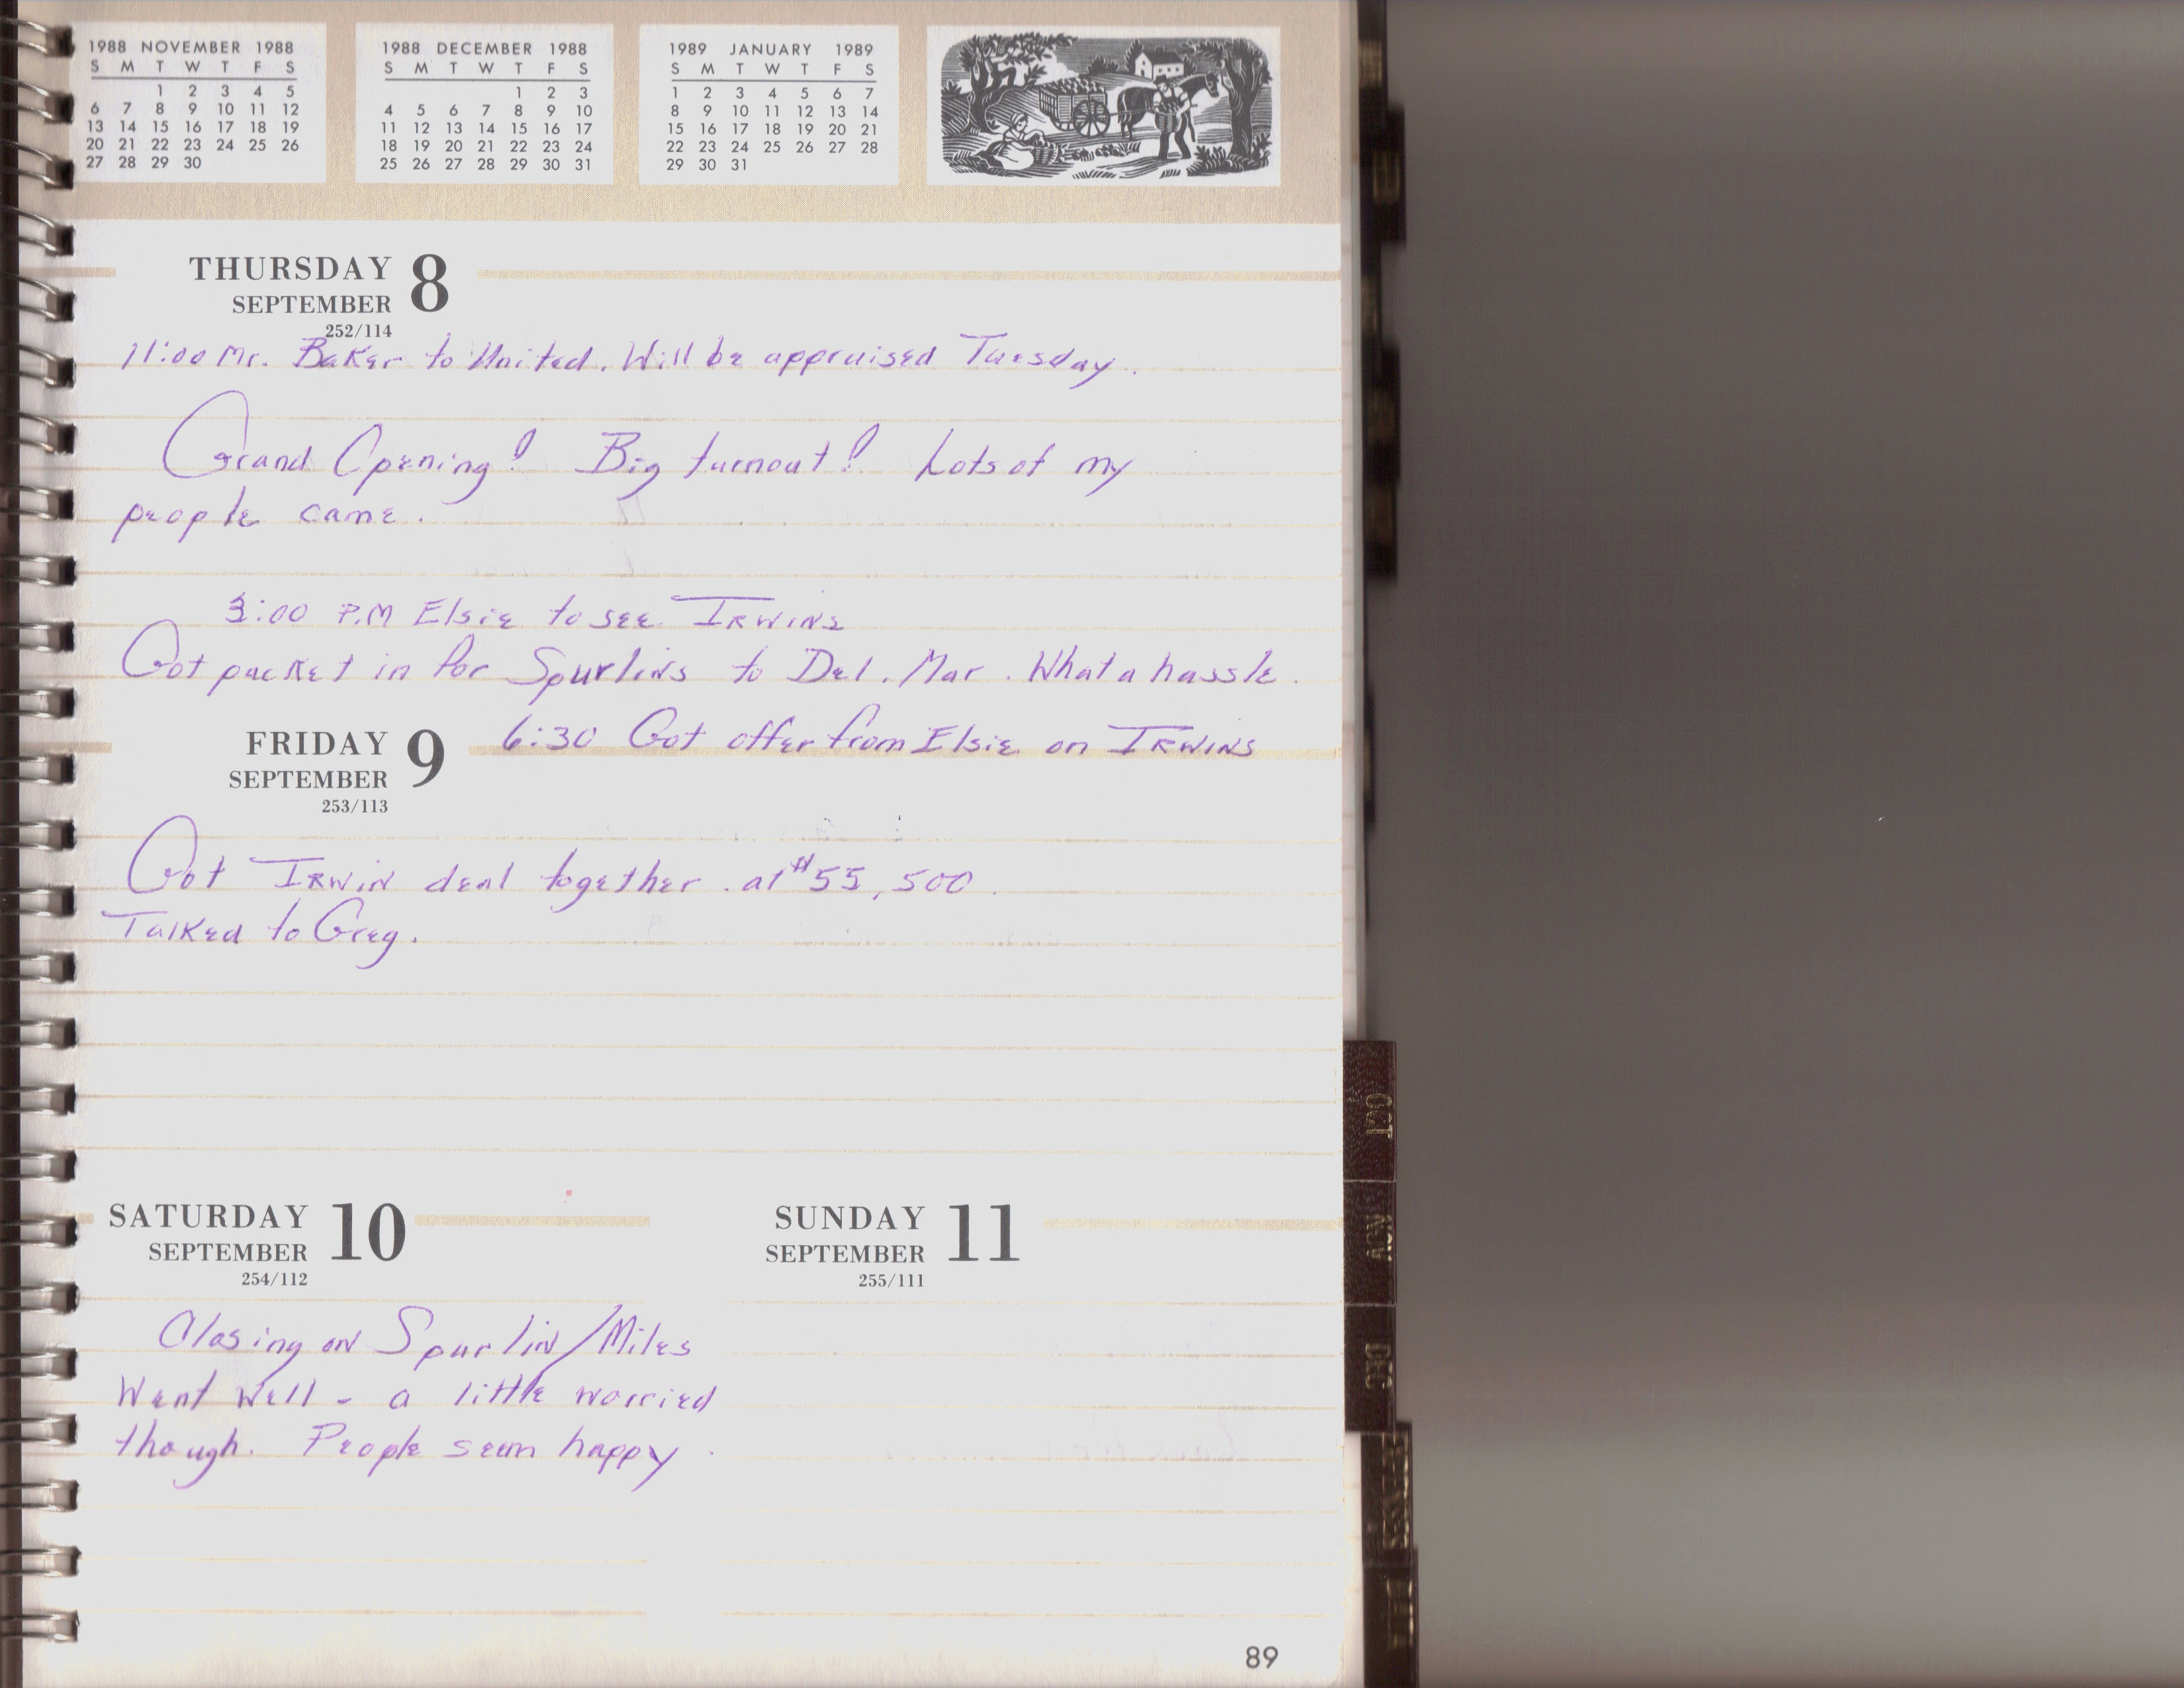 1988 NOVEMBER 1988
S M T W T F S
1 2 3 4 5
6 7 8 9 10 11 12
13 14 15 16 17 18 19
20 21 22 23 24 25 26
27 28 29 30
1988 DECEMBER 1988
S M T W T F S
1 2 3
4 5 6 7 8 9 10
11 12 13 14 15 16 17
18 19 20 21 22 23 24
25 26 27 28 29 30 31
1989 JANUARY 1989
S M T W T F S
1 2 3 4 5 6 7
8 9 10 11 12 13 14
15 16 17 18 19 20 21
22 23 24 25 26 27 28
29 30 31
THURSDAY 8
SEPTEMBER
252/114
11:00 Mr. Baker to United. Will be appraised Tuesday.
Grand Opening! Big turnout! Lots of my
people came.
3:00 P.M Elsie to see IRWINS
Got packet in for Spurlins to Del. Mar. What a hassle.
6:30 Got offer from Elsie on IRWINS
FRIDAY 9
SEPTEMBER
253/113
Got IRWIN deal together. at $55,500.
Talked to Greg.
SATURDAY 10
SEPTEMBER
254/112
Closing on Spurlin/Miles
Went well - a little worried
though. People seem happy.
SUNDAY 11
SEPTEMBER
255/111
OCT
NOV
DEC
89